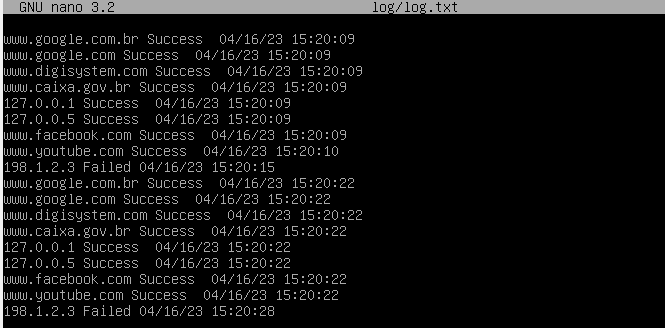 GNU nano 3.2 log/log.txt
www.google.com.br Success  04/16/23 15:20:09
www.google.com Success  04/16/23 15:20:09
www.digisystem.com Success  04/16/23 15:20:09
www.caixa.gov.br Success  04/16/23 15:20:09
127.0.0.1 Success  04/16/23 15:20:09
127.0.0.5 Success  04/16/23 15:20:09
www.facebook.com Success  04/16/23 15:20:09
www.youtube.com Success  04/16/23 15:20:10
198.1.2.3 Failed 04/16/23 15:20:15
www.google.com.br Success  04/16/23 15:20:22
www.google.com Success  04/16/23 15:20:22
www.digisystem.com Success  04/16/23 15:20:22
www.caixa.gov.br Success  04/16/23 15:20:22
127.0.0.1 Success  04/16/23 15:20:22
127.0.0.5 Success  04/16/23 15:20:22
www.facebook.com Success  04/16/23 15:20:22
www.youtube.com Success  04/16/23 15:20:22
198.1.2.3 Failed 04/16/23 15:20:28